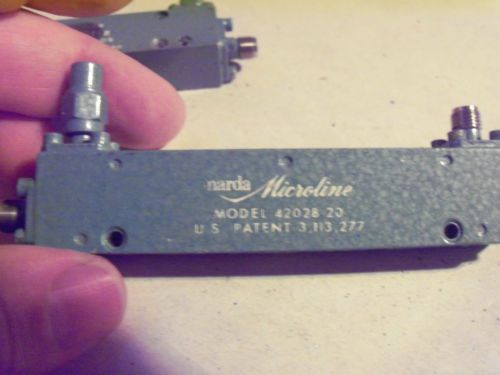 narda Microline
MODEL 4202B 20
U.S. PATENT 3,113,277